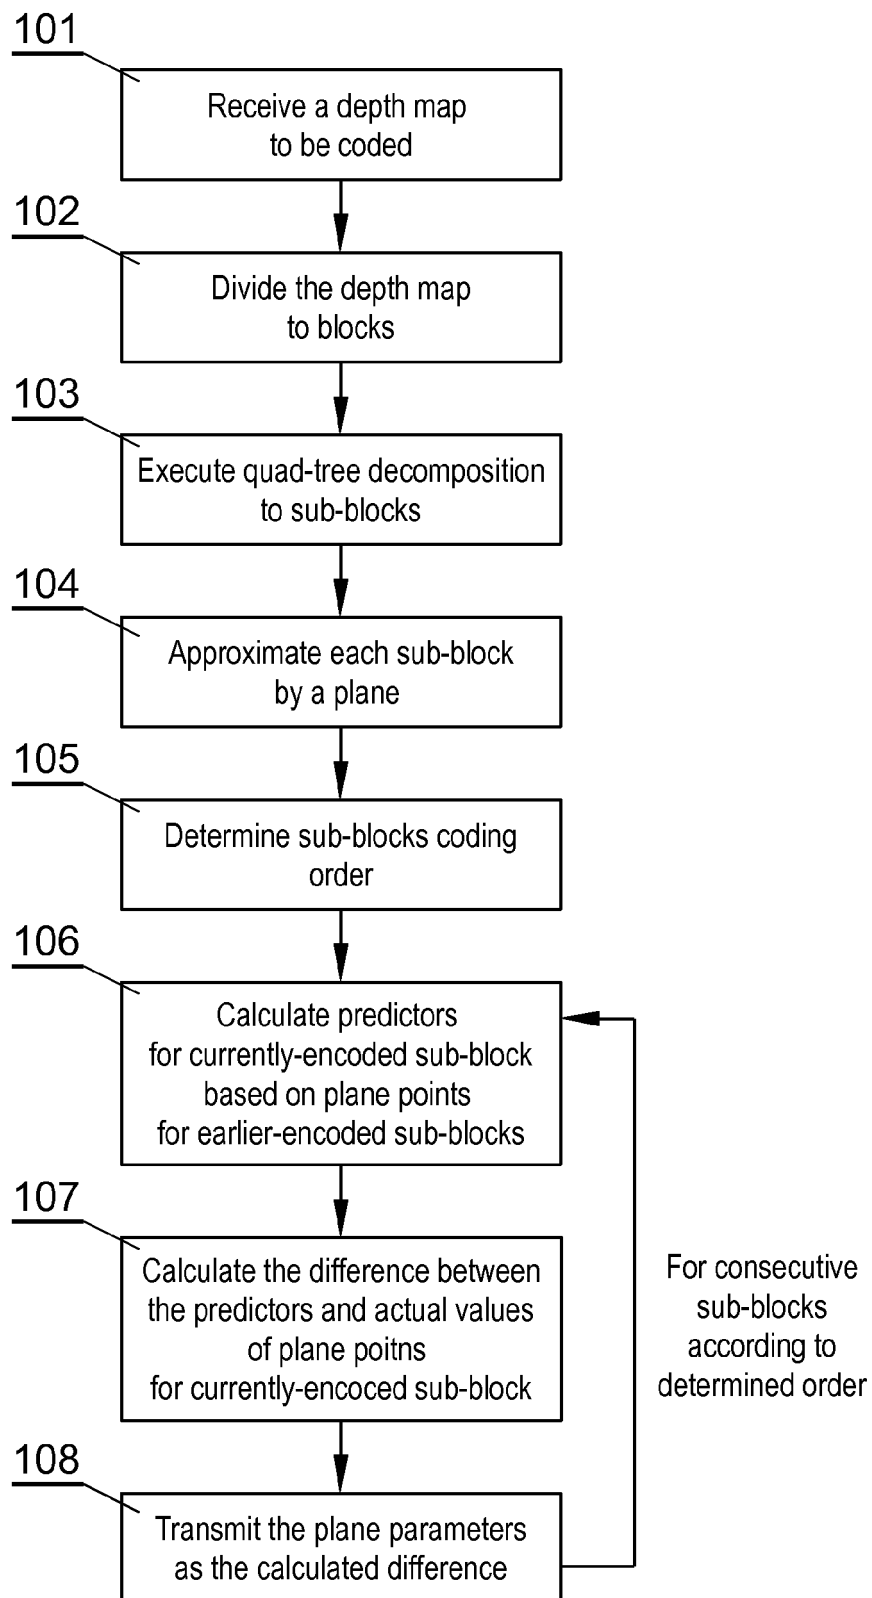 101
Receive a depth map
to be coded
102
Divide the depth map
to blocks
103
Execute quad-tree decomposition
to sub-blocks
104
Approximate each sub-block
by a plane
105
Determine sub-blocks coding
order
106
Calculate predictors
for currently-encoded sub-block
based on plane points
for earlier-encoded sub-blocks
107
Calculate the difference between
the predictors and actual values
of plane poitns
for currently-encoced sub-block
For consecutive
sub-blocks
according to
determined order
108
Transmit the plane parameters
as the calculated difference